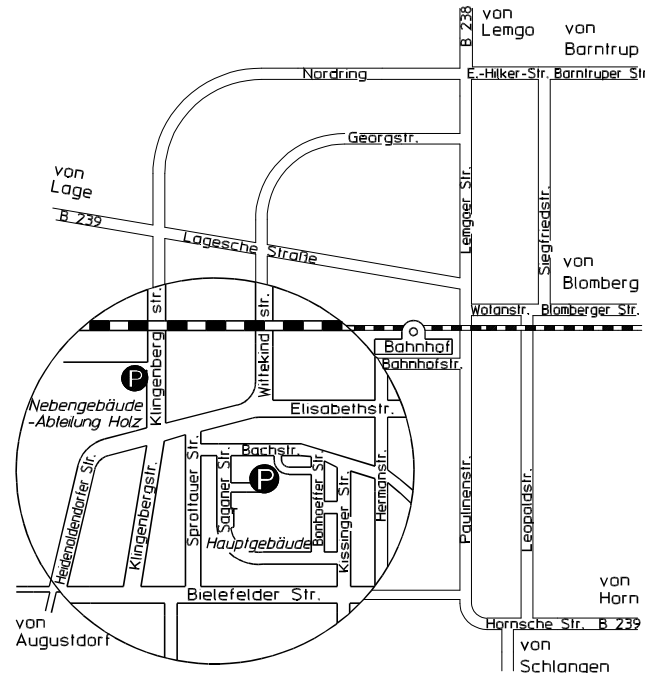 B 238
von
Lemgo
von
Barntrup
Nordring
E.-Hilker-Str.
Barntruper Str
Georgstr.
von
Lage
B 239
Lagesche Straße
Lemgaer Str.
Siegfriedstr.
von
Blomberg
Wotanstr.
Blomberger Str.
Klingenberg str.
Wittekind str.
Bahnhof
Bahnhofstr.
P
Nebengebäude
-Abteilung Holz
Elisabethstr.
Bachstr.
P
Heidenoldendorfer Str.
Klingenbergstr.
Sprottauer Str.
Saganer Str.
Hauptgebäude
Bonhoeffer Str.
Kissinger Str.
Hermanstr.
Paulinenstr.
Leopoldstr.
Bielefelder Str.
von
Augustdorf
von
Horn
Hornsche Str.
B 239
von
Schlangen